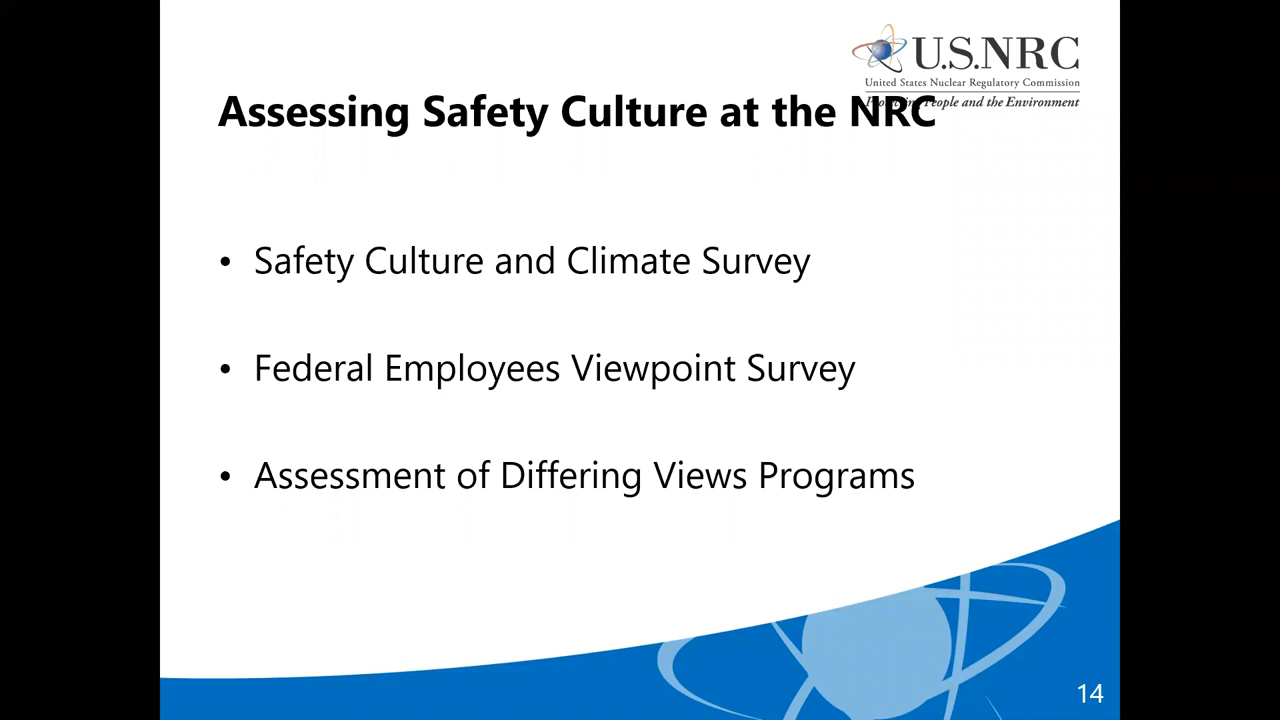 U.S.NRC
United States Nuclear Regulatory Commission
People and the Environment
Assessing Safety Culture at the NRC
• Safety Culture and Climate Survey
• Federal Employees Viewpoint Survey
• Assessment of Differing Views Programs
14